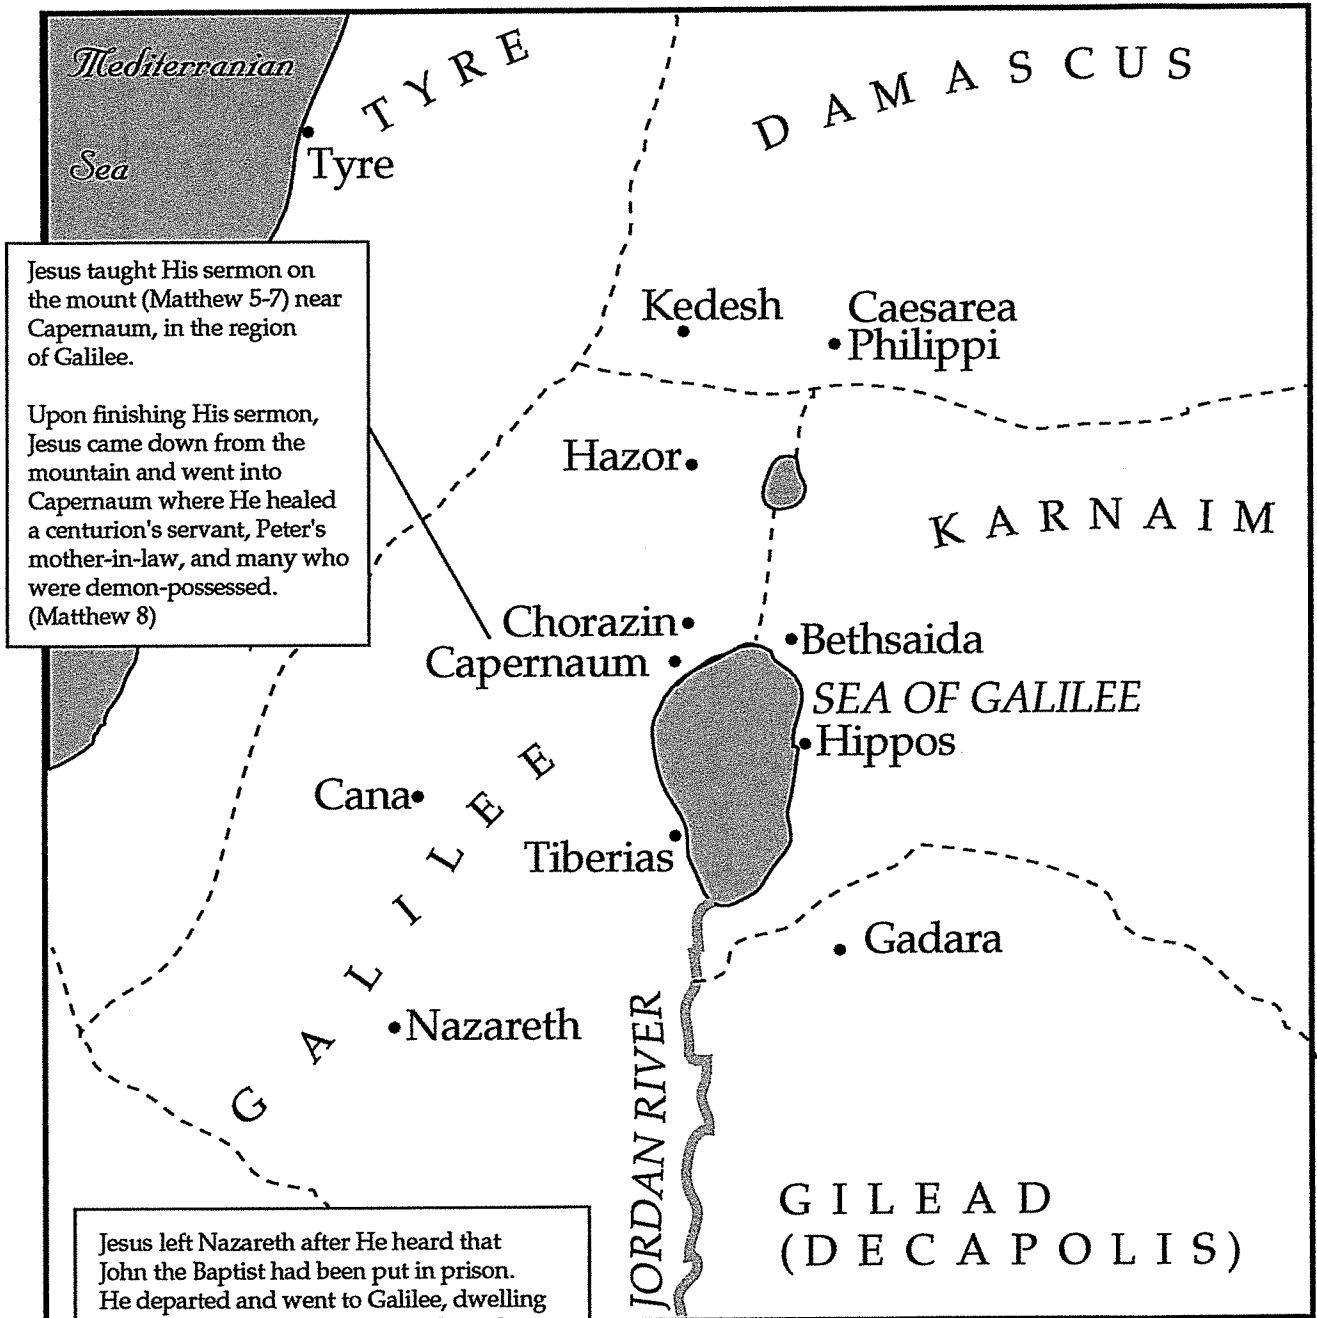 Mediterranian
Sea
TYRE
DAMASCUS
Tyre
Jesus taught His sermon on
the mount (Matthew 5-7) near
Capernaum, in the region
of Galilee.
Upon finishing His sermon,
Jesus came down from the
mountain and went into
Capernaum where He healed
a centurion's servant, Peter's
mother-in-law, and many who
were demon-possessed.
(Matthew 8)
Kedesh
Caesarea
Philippi
Hazor
KARNAIM
Chorazin
Capernaum
Bethsaida
SEA OF GALILEE
Hippos
Cana
Tiberias
GALILEE
Gadara
Nazareth
JORDAN RIVER
GILEAD
(DECAPOLIS)
Jesus left Nazareth after He heard that
John the Baptist had been put in prison.
He departed and went to Galilee, dwelling